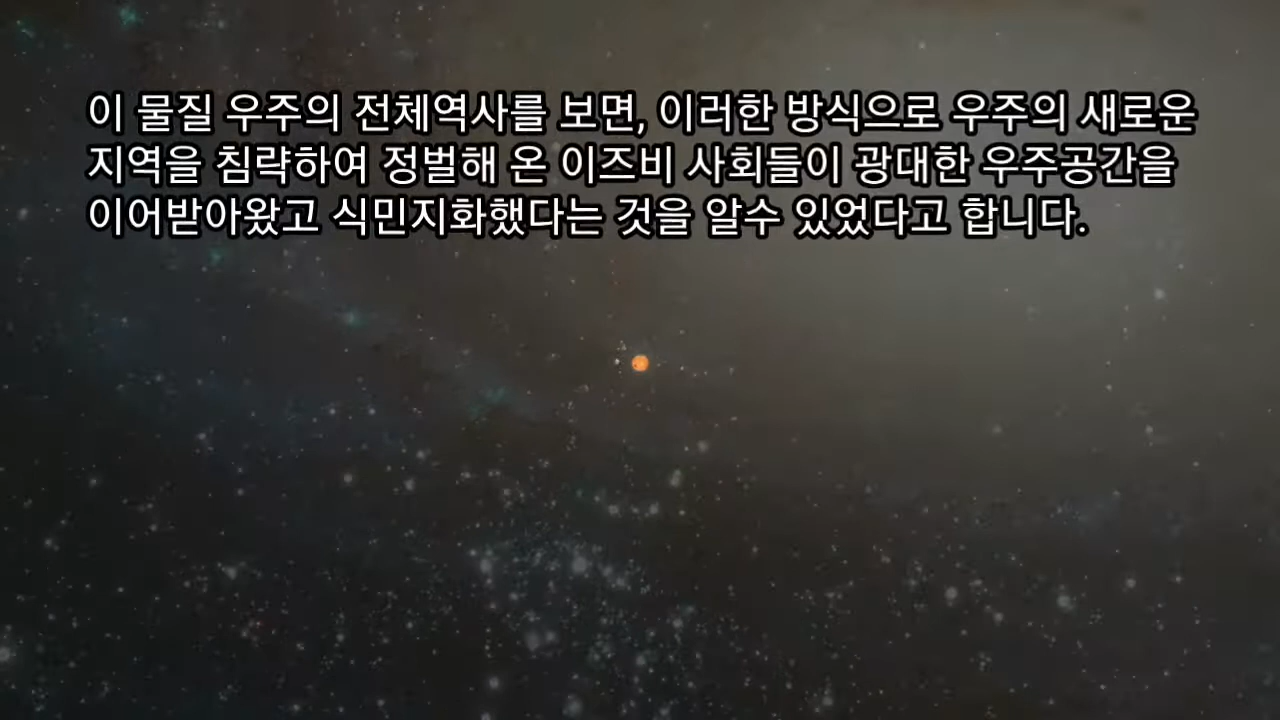 이 물질 우주의 전체역사를 보면, 이러한 방식으로 우주의 새로운
지역을 침략하여 정벌해 온 이즈비 사회들이 광대한 우주공간을
이어받아왔고 식민지화했다는 것을 알수 있었다고 합니다.